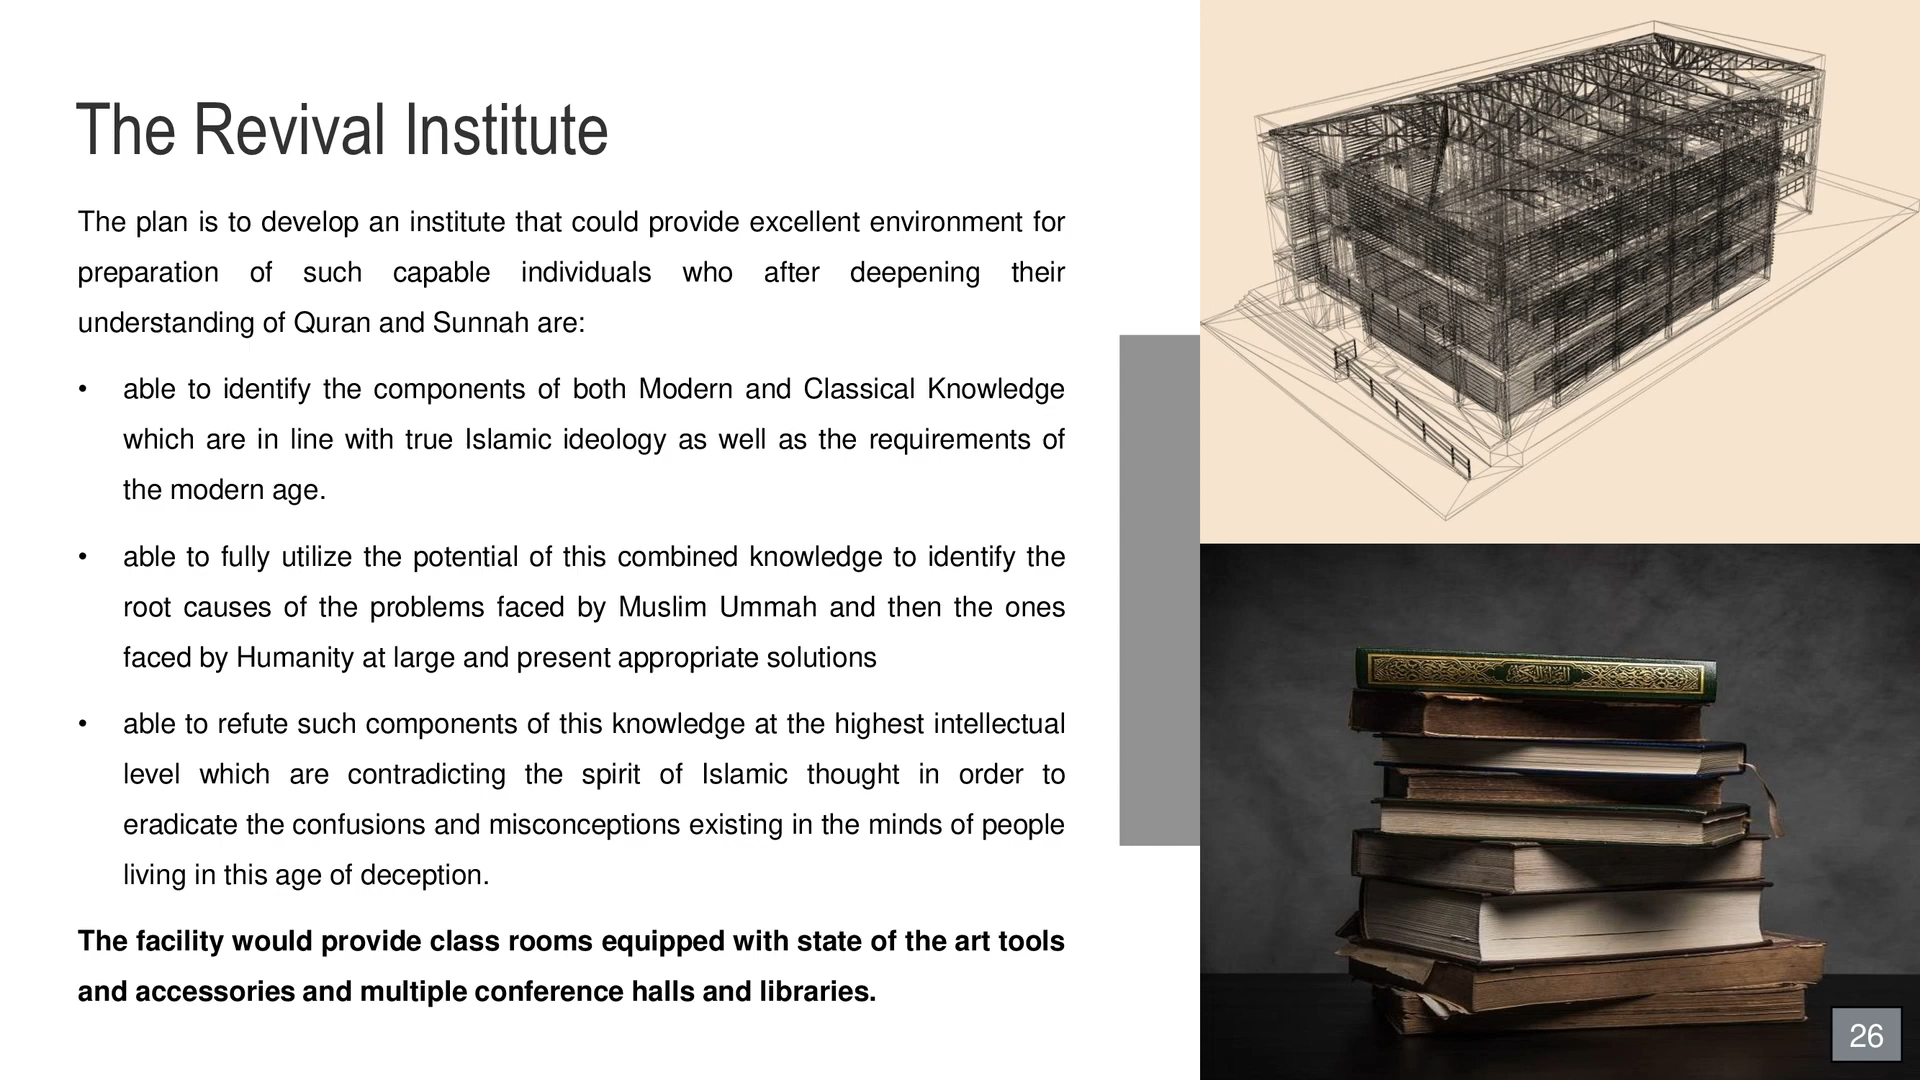 The Revival Institute
The plan is to develop an institute that could provide excellent environment for
preparation of such capable individuals who after deepening their
understanding of Quran and Sunnah are:
• able to identify the components of both Modern and Classical Knowledge
which are in line with true Islamic ideology as well as the requirements of
the modern age.
• able to fully utilize the potential of this combined knowledge to identify the
root causes of the problems faced by Muslim Ummah and then the ones
faced by Humanity at large and present appropriate solutions
• able to refute such components of this knowledge at the highest intellectual
level which are contradicting the spirit of Islamic thought in order to
eradicate the confusions and misconceptions existing in the minds of people
living in this age of deception.
The facility would provide class rooms equipped with state of the art tools
and accessories and multiple conference halls and libraries.
القرآن الكريم
26